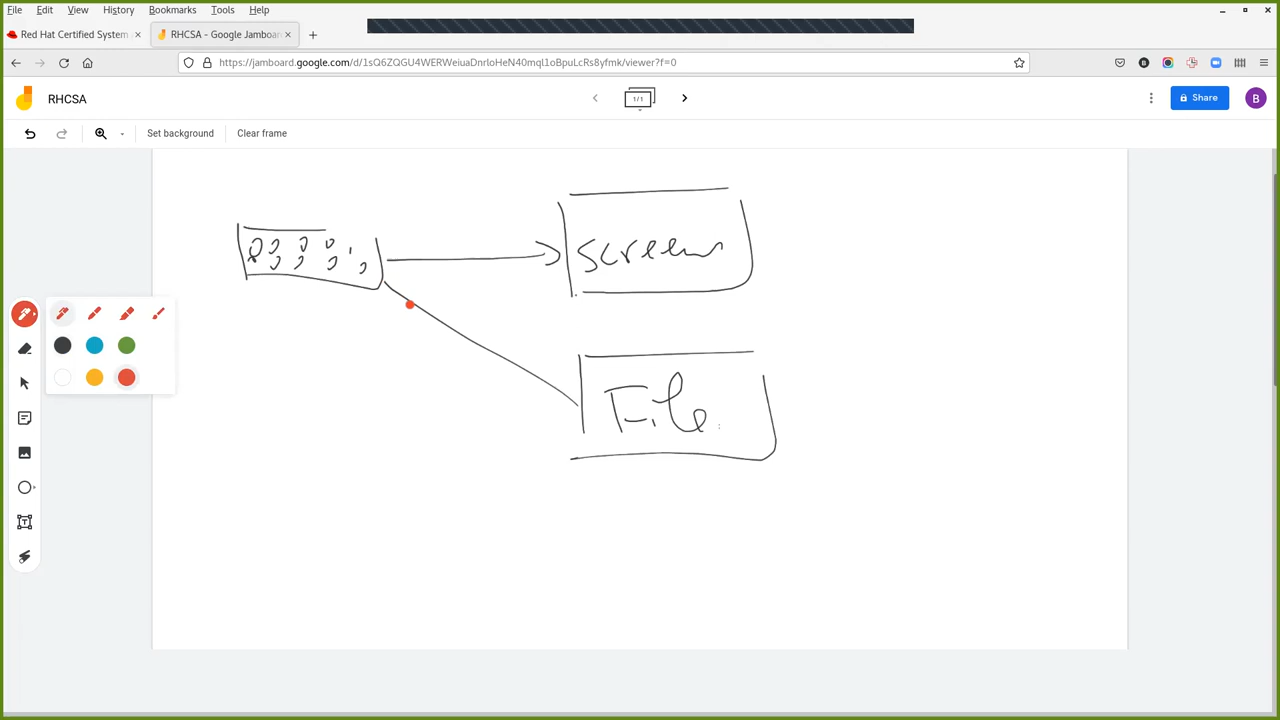 File Edit View History Bookmarks Tools Help
Red Hat Certified System
RHCSA - Google Jamboard
https://jamboard.google.com/d/1sQ6ZQGU4WERWeiuaDnrIoHeN40mql1oBpuLcRs8yfmk/viewer?f=0
RHCSA
1/1
Share
B
Set background Clear frame
screen
File